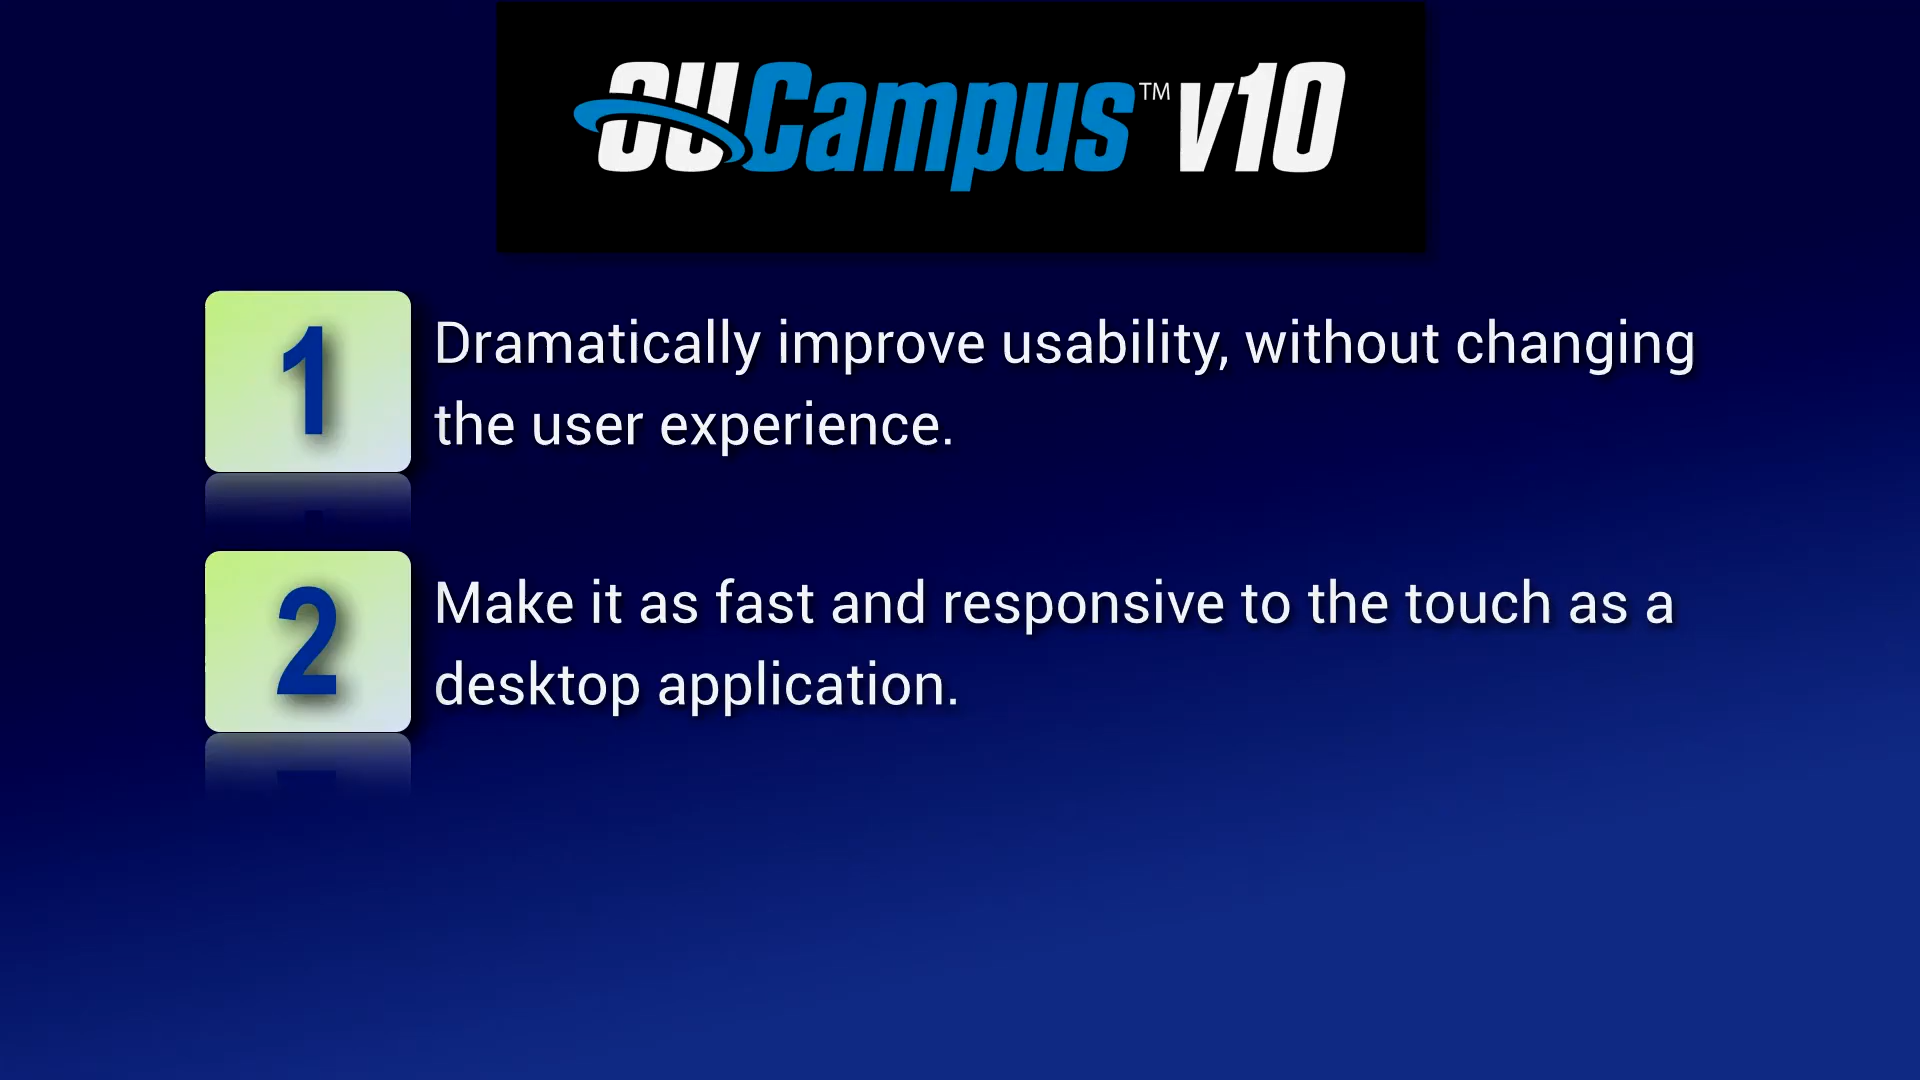 OUCampus™ v10
1
Dramatically improve usability, without changing
the user experience.
2
Make it as fast and responsive to the touch as a
desktop application.